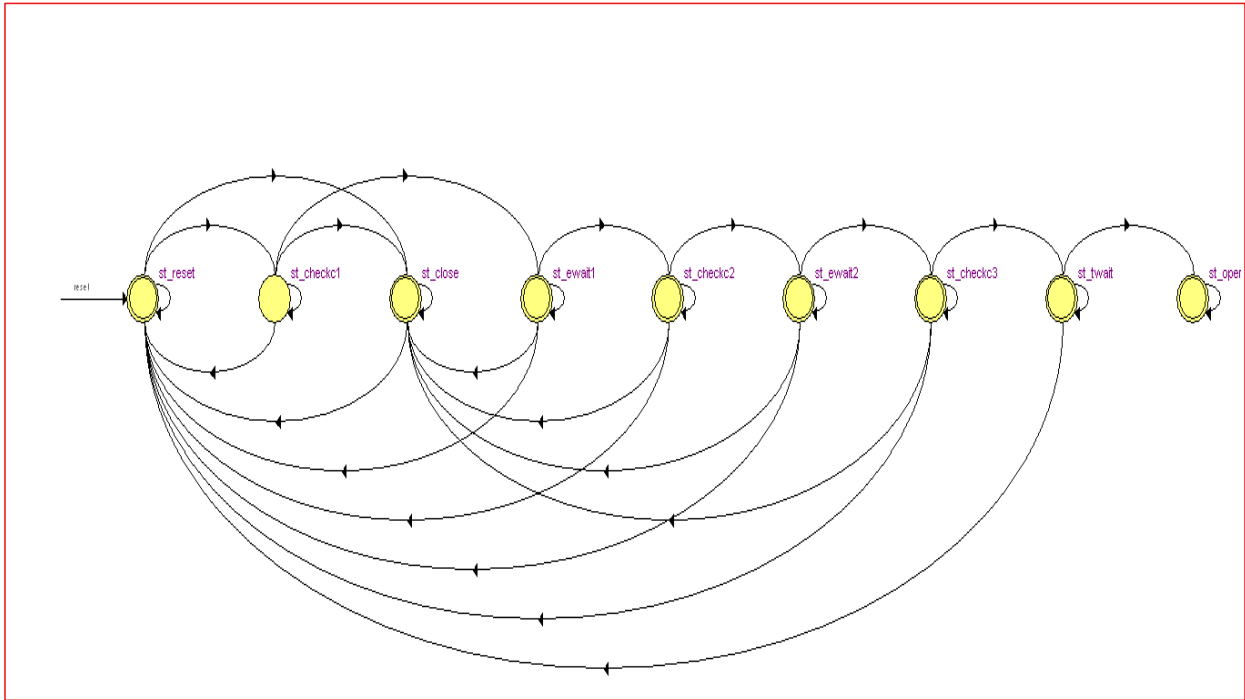 reset
st_reset
st_checkc1
st_close
st_ewait1
st_checkc2
st_ewait2
st_checkc3
st_twait
st_oper